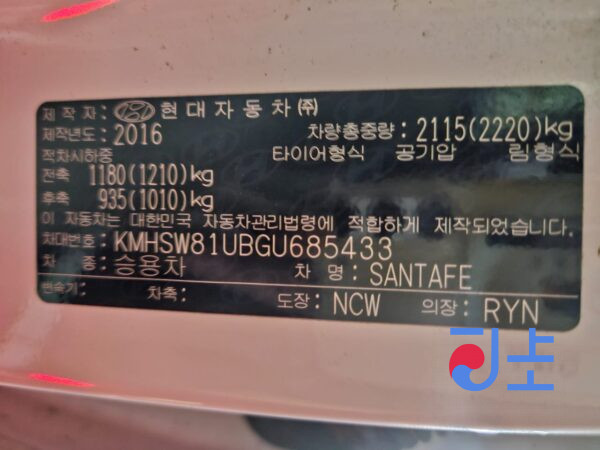 제 작 자 : 현대자동차㈜
제작년도 : 2016 차량총중량 : 2115(2220)kg
적차시하중 타이어형식 공기압 림형식
전축 1180(1210)kg
후축 935(1010)kg
이 자동차는 대한민국 자동차관리법령에 적합하게 제작되었습니다.
차대번호 : KMHSW81UBGU685433
차 종 : 승용차 차 명 : SANTAFE
변속기 : 차축 : 도장 : NCW 의장 : RYN